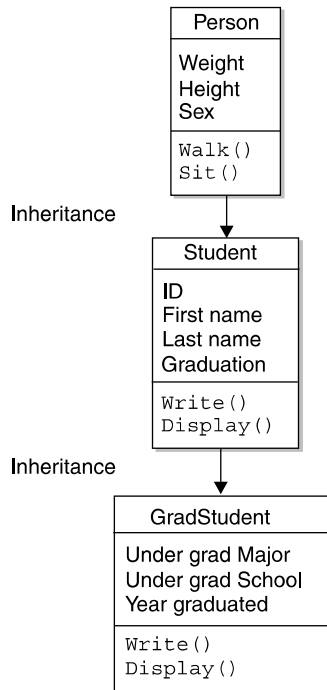 Person
Weight
Height
Sex
Walk()
Sit()
Inheritance
Student
ID
First name
Last name
Graduation
Write()
Display()
Inheritance
GradStudent
Under grad Major
Under grad School
Year graduated
Write()
Display()